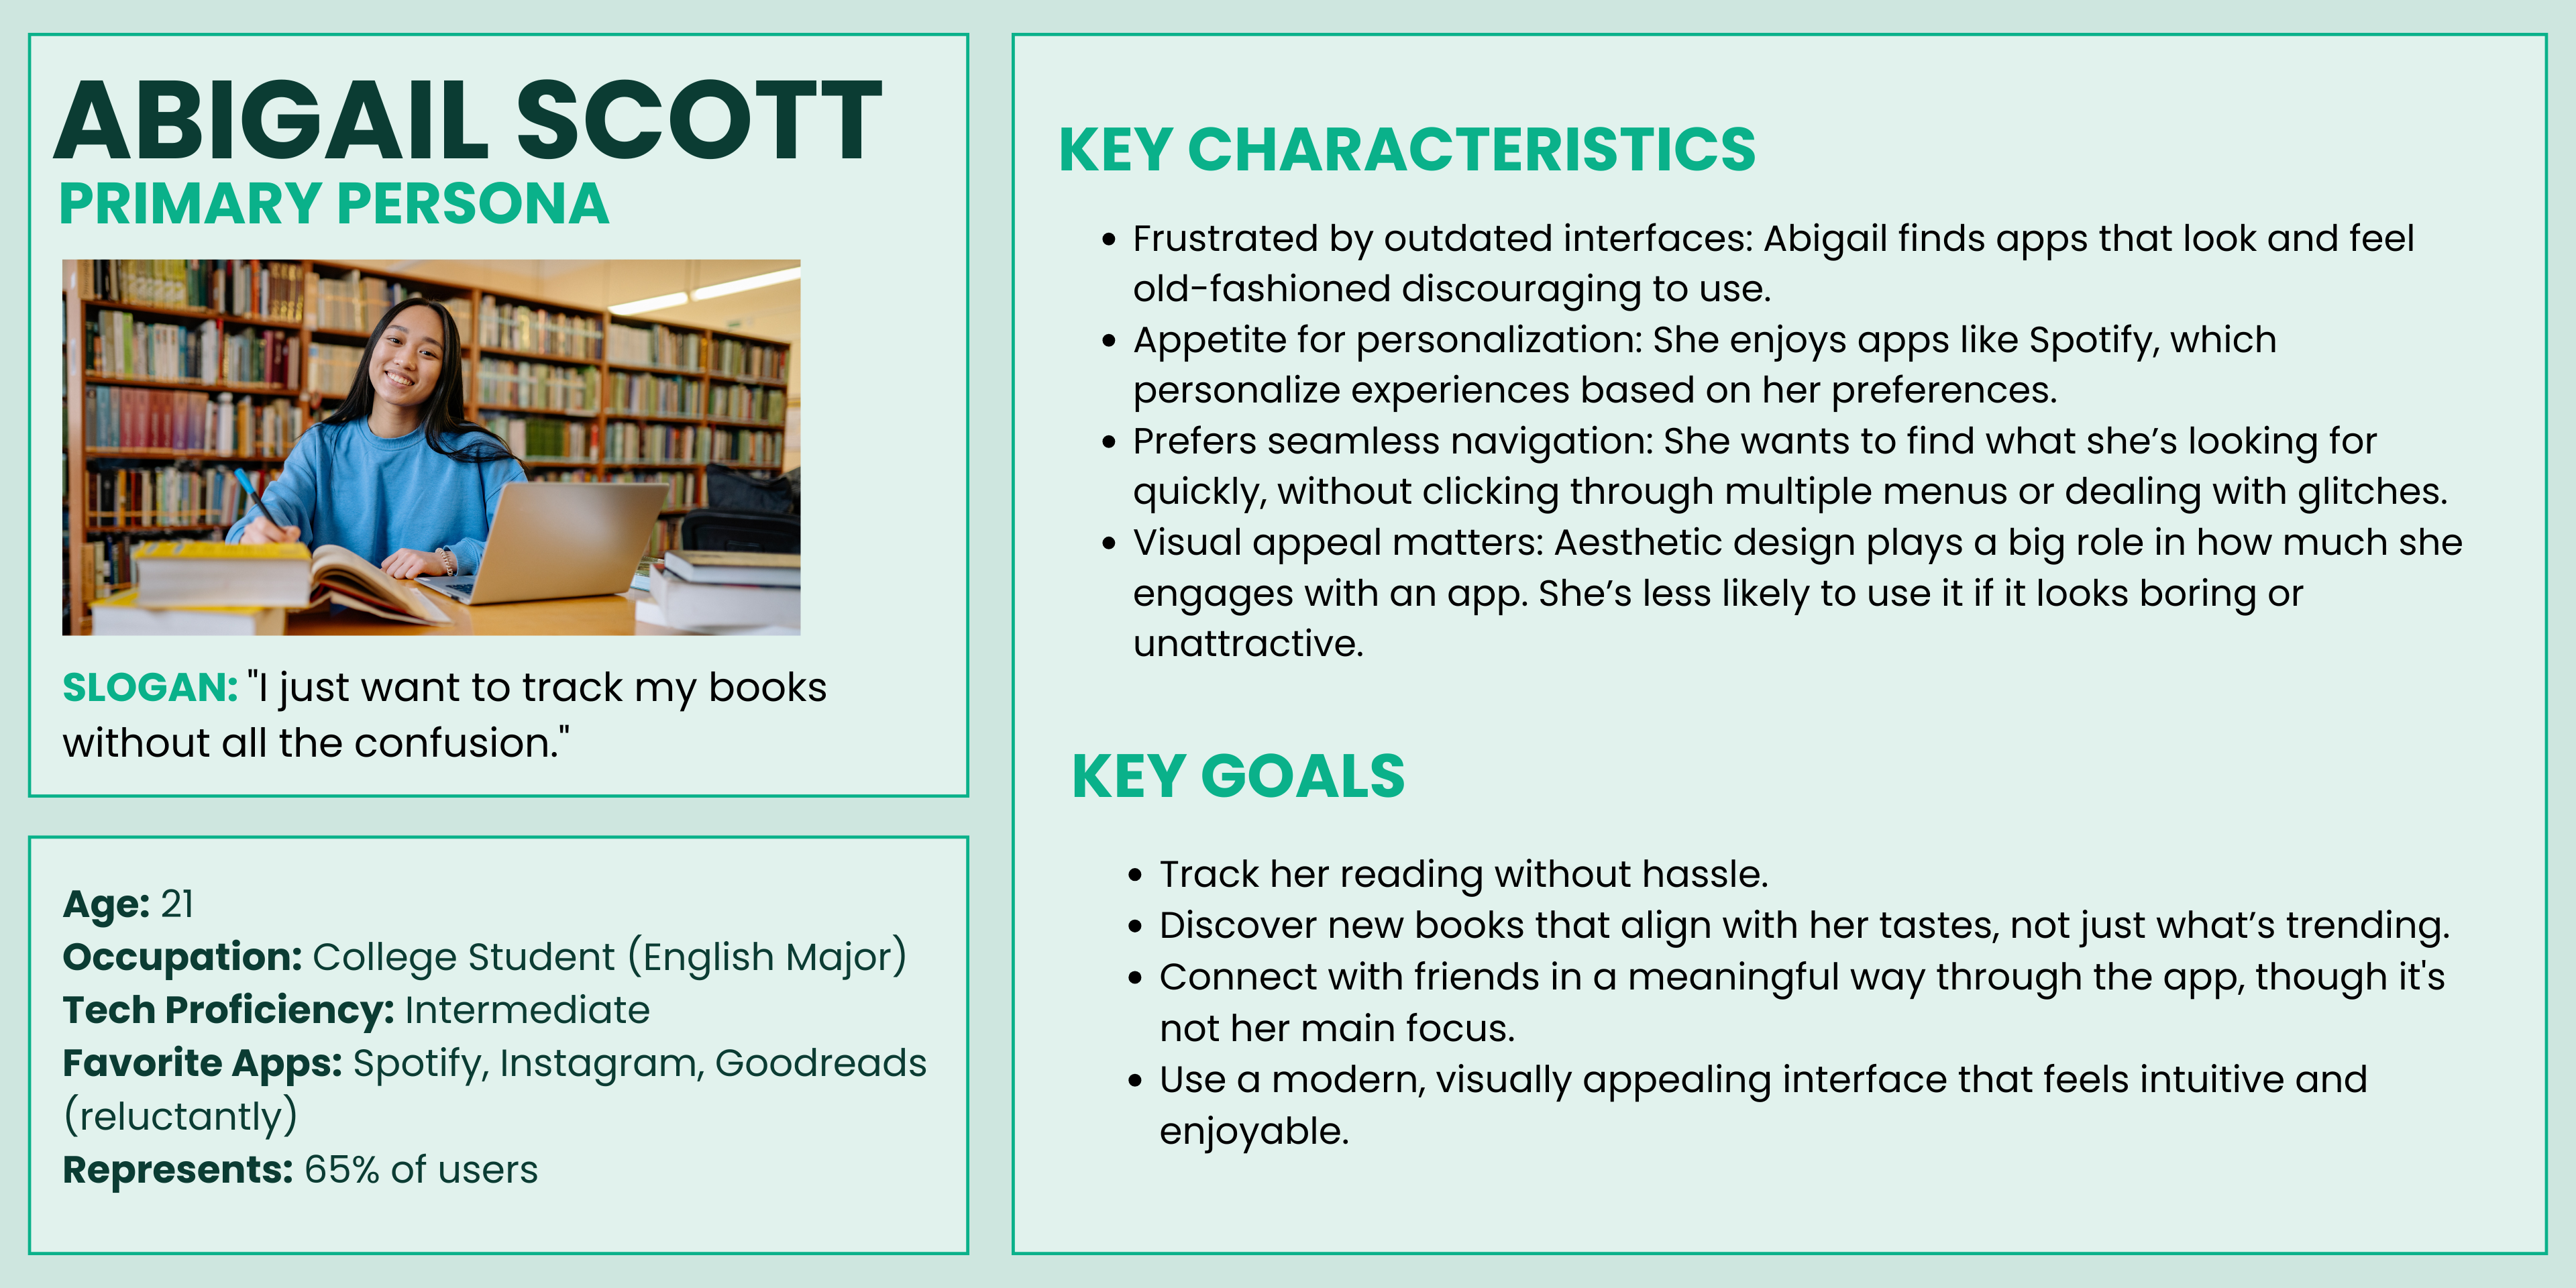 ABIGAIL SCOTT
PRIMARY PERSONA
SLOGAN: "I just want to track my books
without all the confusion."
Age: 21
Occupation: College Student (English Major)
Tech Proficiency: Intermediate
Favorite Apps: Spotify, Instagram, Goodreads
(reluctantly)
Represents: 65% of users
KEY CHARACTERISTICS
• Frustrated by outdated interfaces: Abigail finds apps that look and feel
old-fashioned discouraging to use.
• Appetite for personalization: She enjoys apps like Spotify, which
personalize experiences based on her preferences.
• Prefers seamless navigation: She wants to find what she’s looking for
quickly, without clicking through multiple menus or dealing with glitches.
• Visual appeal matters: Aesthetic design plays a big role in how much she
engages with an app. She’s less likely to use it if it looks boring or
unattractive.
KEY GOALS
• Track her reading without hassle.
• Discover new books that align with her tastes, not just what’s trending.
• Connect with friends in a meaningful way through the app, though it's
not her main focus.
• Use a modern, visually appealing interface that feels intuitive and
enjoyable.